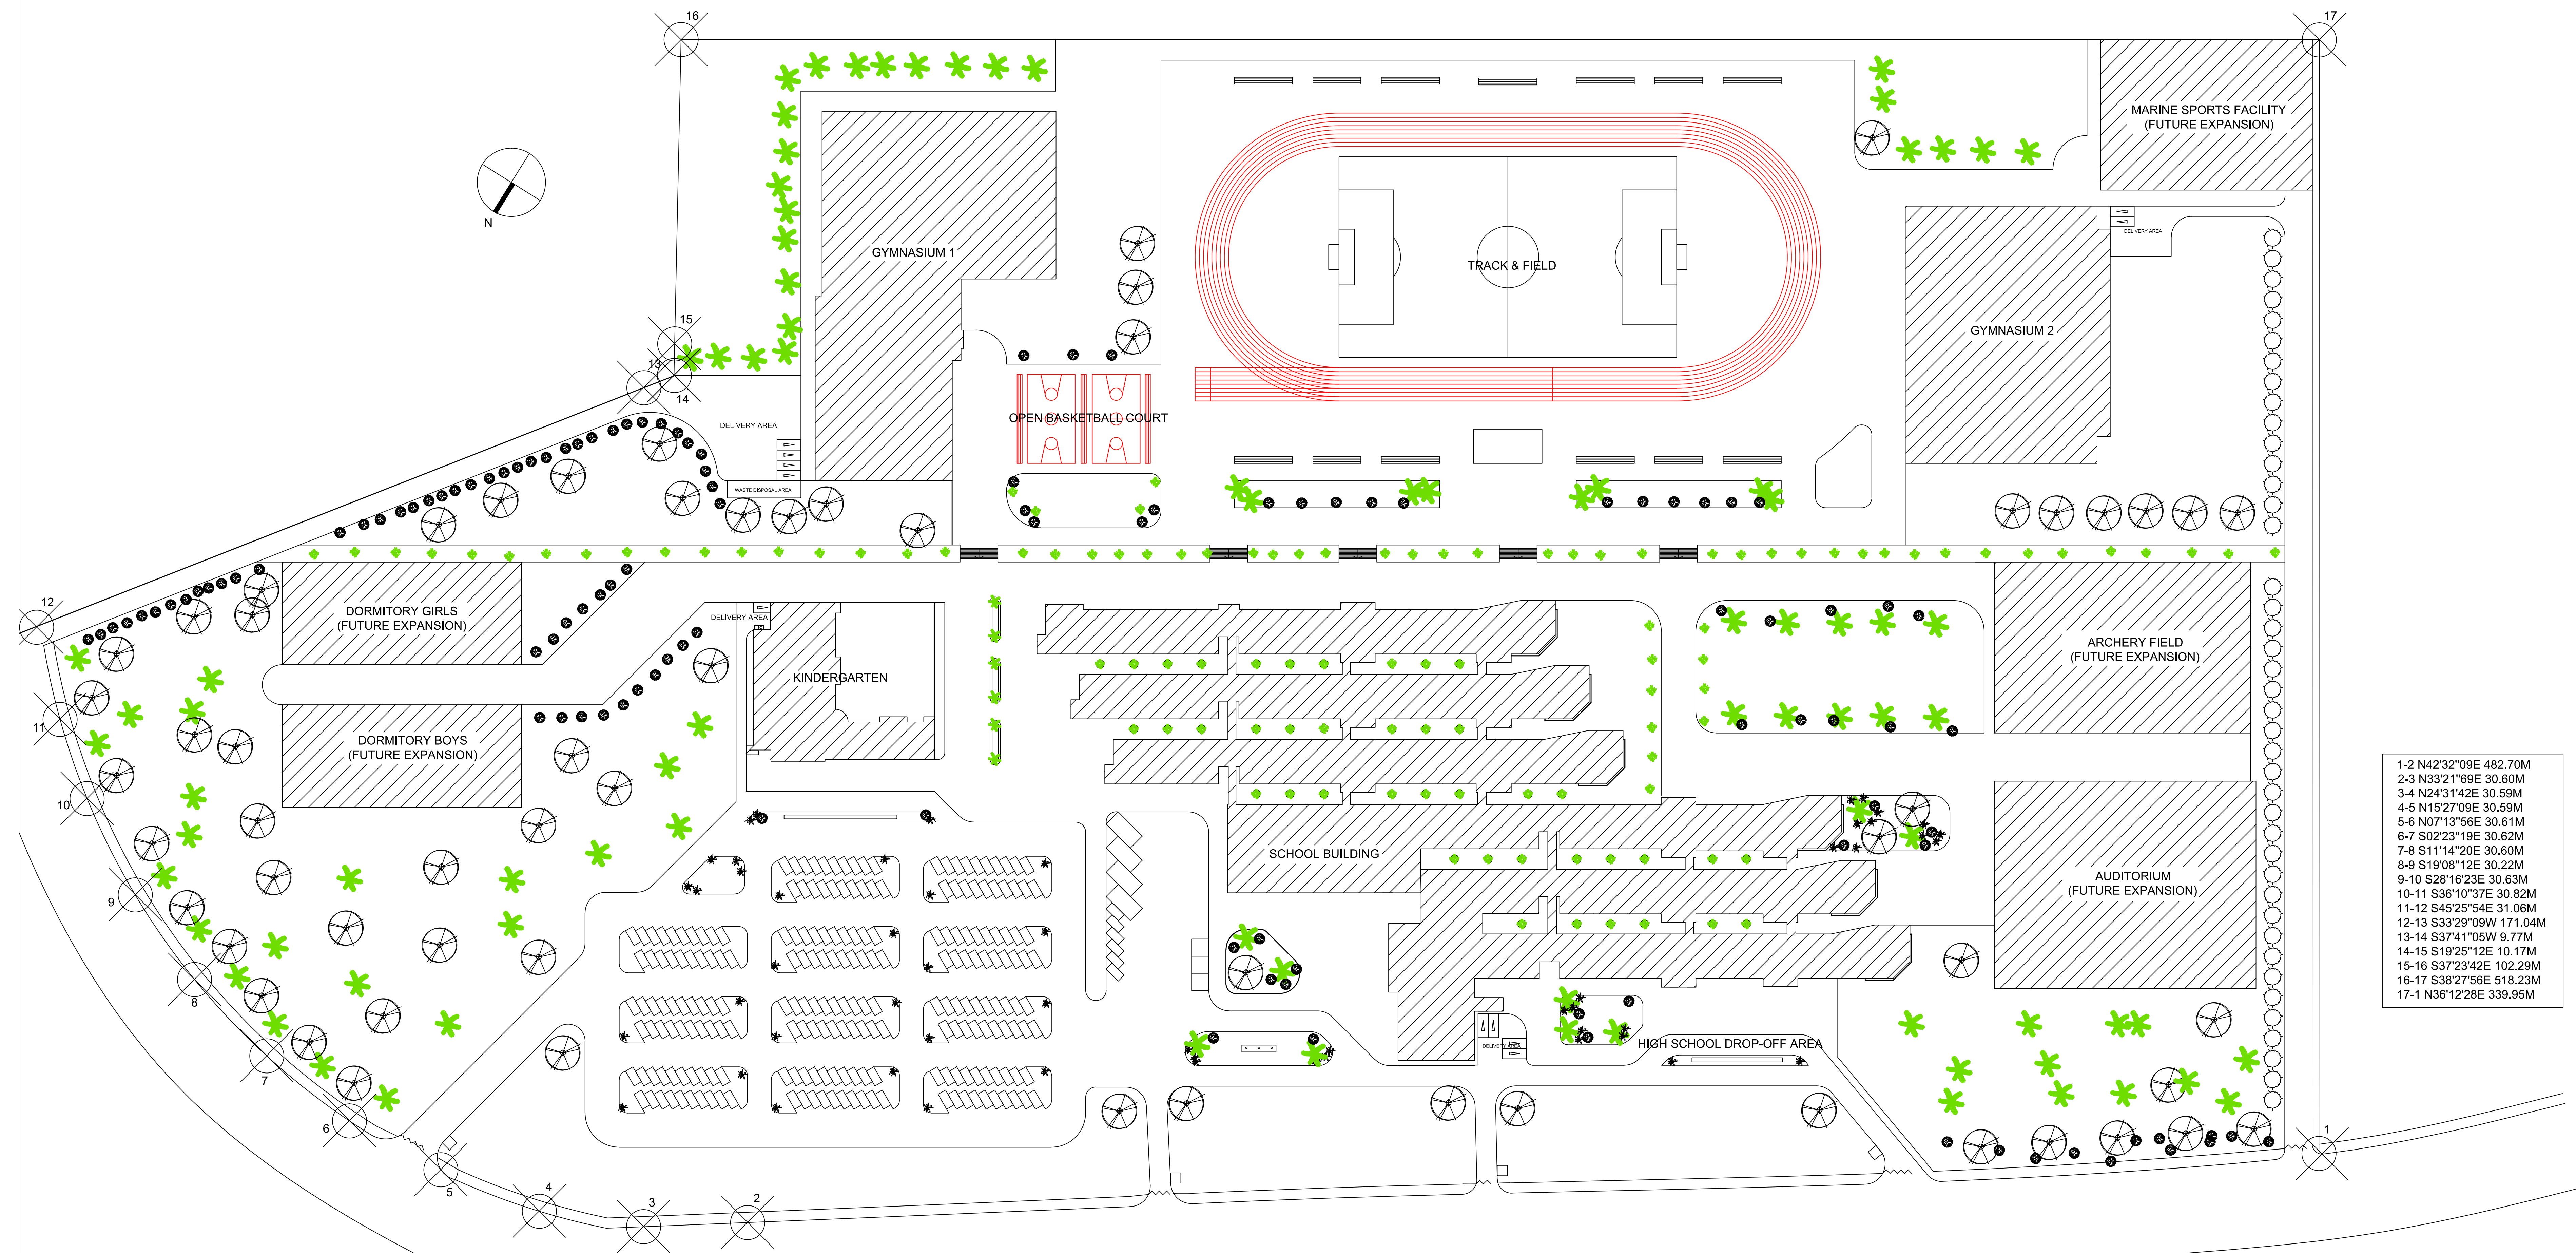 16
17
MARINE SPORTS FACILITY
(FUTURE EXPANSION)
N
DELIVERY AREA
GYMNASIUM 1
TRACK & FIELD
15
GYMNASIUM 2
13
14
OPEN BASKETBALL COURT
DELIVERY AREA
WASTE DISPOSAL AREA
12
DORMITORY GIRLS
(FUTURE EXPANSION)
DELIVERY AREA
ARCHERY FIELD
(FUTURE EXPANSION)
KINDERGARTEN
11
DORMITORY BOYS
(FUTURE EXPANSION)
10
1-2 N42'32"09E 482.70M
2-3 N33'21"69E 30.60M
3-4 N24'31'42E 30.59M
4-5 N15'27'09E 30.59M
5-6 N07'13"56E 30.61M
6-7 S02'23"19E 30.62M
7-8 S11'14"20E 30.60M
8-9 S19'08"12E 30.22M
9-10 S28'16'23E 30.63M
10-11 S36'10"37E 30.82M
11-12 S45'25"54E 31.06M
12-13 S33'29"09W 171.04M
13-14 S37'41"05W 9.77M
14-15 S19'25"12E 10.17M
15-16 S37'23'42E 102.29M
16-17 S38'27'56E 518.23M
17-1 N36'12'28E 339.95M
SCHOOL BUILDING
AUDITORIUM
(FUTURE EXPANSION)
9
8
DELIVERY AREA
HIGH SCHOOL DROP-OFF AREA
7
6
1
5
4
3
2